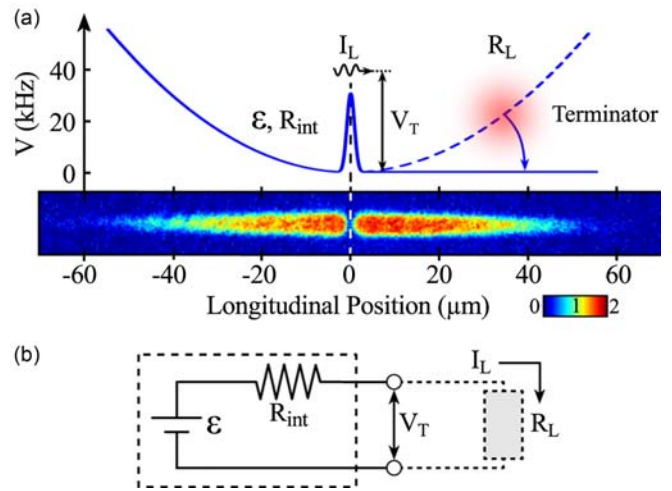 (a)
I_L
R_L
40
V (kHz)
20
0
ε, R_int
V_T
Terminator
-60 -40 -20 0 20 40 60
Longitudinal Position (μm)
0 1 2
(b)
ε
R_int
V_T
I_L
R_L